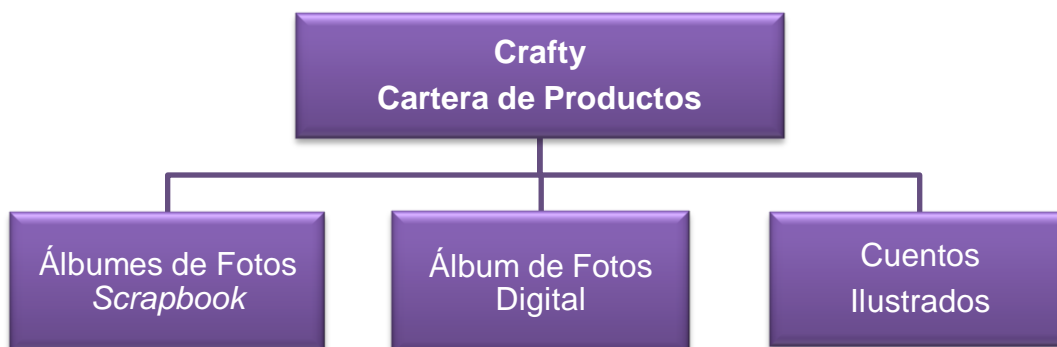 Crafty
Cartera de Productos
Álbumes de Fotos
Scrapbook
Álbum de Fotos
Digital
Cuentos
Ilustrados